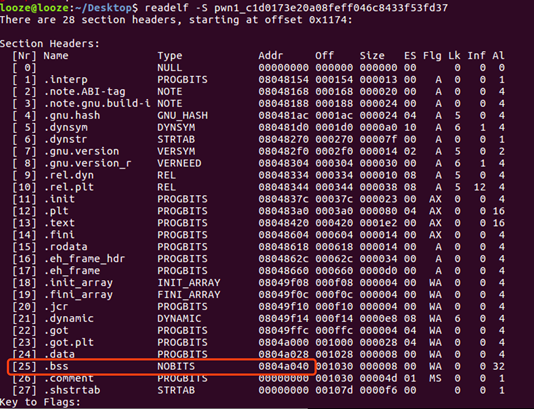 looze@looze:~/Desktop$ readelf -S pwn1_c1d0173e20a08feff046c8433f53fd37
There are 28 section headers, starting at offset 0x1174:
Section Headers:
[Nr] Name Type Addr Off Size ES Flg Lk Inf Al
[ 0] NULL 00000000 000000 000000 00 0 0 0
[ 1] .interp PROGBITS 08048154 000154 000013 00 A 0 0 1
[ 2] .note.ABI-tag NOTE 08048168 000168 000020 00 A 0 0 4
[ 3] .note.gnu.build-i NOTE 08048188 000188 000024 00 A 0 0 4
[ 4] .gnu.hash GNU_HASH 080481ac 0001ac 000024 04 A 5 0 4
[ 5] .dynsym DYNSYM 080481d0 0001d0 0000a0 10 A 6 1 4
[ 6] .dynstr STRTAB 08048270 000270 00007f 00 A 0 0 1
[ 7] .gnu.version VERSYM 080482f0 0002f0 000014 02 A 5 0 2
[ 8] .gnu.version_r VERNEED 08048304 000304 000030 00 A 6 1 4
[ 9] .rel.dyn REL 08048334 000334 000010 08 A 5 0 4
[10] .rel.plt REL 08048344 000344 000038 08 A 5 12 4
[11] .init PROGBITS 0804837c 00037c 000023 00 AX 0 0 4
[12] .plt PROGBITS 080483a0 0003a0 000080 04 AX 0 0 16
[13] .text PROGBITS 08048420 000420 0001e2 00 AX 0 0 16
[14] .fini PROGBITS 08048604 000604 000014 00 AX 0 0 4
[15] .rodata PROGBITS 08048618 000618 000014 00 A 0 0 4
[16] .eh_frame_hdr PROGBITS 0804862c 00062c 000034 00 A 0 0 4
[17] .eh_frame PROGBITS 08048660 000660 0000d0 00 A 0 0 4
[18] .init_array INIT_ARRAY 08049f08 000f08 000004 00 WA 0 0 4
[19] .fini_array FINI_ARRAY 08049f0c 000f0c 000004 00 WA 0 0 4
[20] .jcr PROGBITS 08049f10 000f10 000004 00 WA 0 0 4
[21] .dynamic DYNAMIC 08049f14 000f14 0000e8 08 WA 6 0 4
[22] .got PROGBITS 08049ffc 000ffc 000004 04 WA 0 0 4
[23] .got.plt PROGBITS 0804a000 001000 000028 04 WA 0 0 4
[24] .data PROGBITS 0804a028 001028 000008 00 WA 0 0 4
[25] .bss NOBITS 0804a040 001030 000008 00 WA 0 0 32
[26] .comment PROGBITS 00000000 001030 00004d 01 MS 0 0 1
[27] .shstrtab STRTAB 00000000 00107d 0000f6 00 0 0 1
Key to Flags: